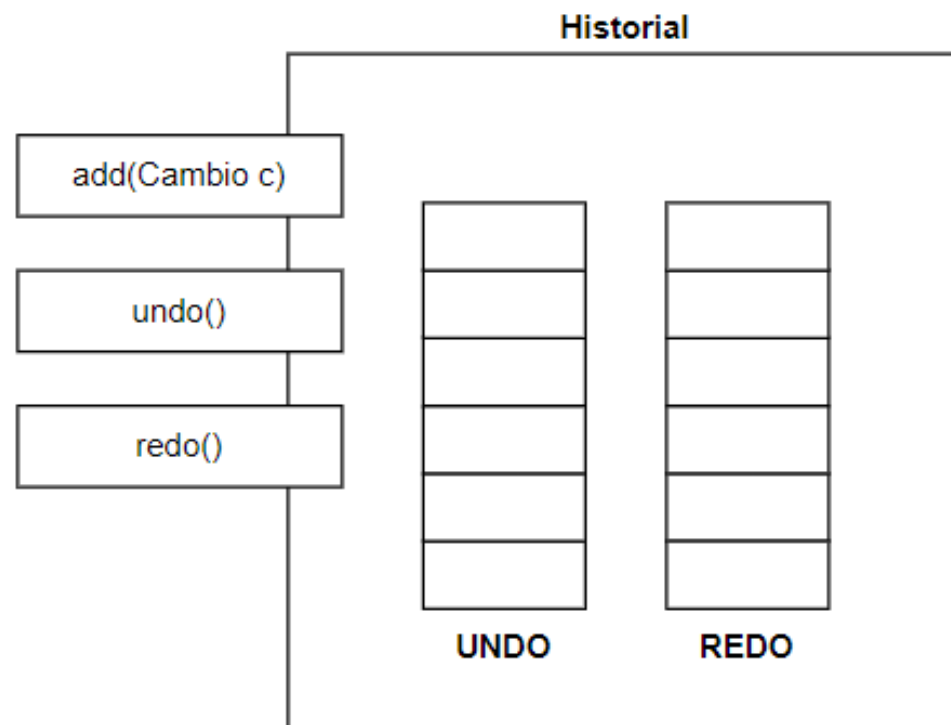 Historial
add(Cambio c)
undo()
redo()
UNDO
REDO